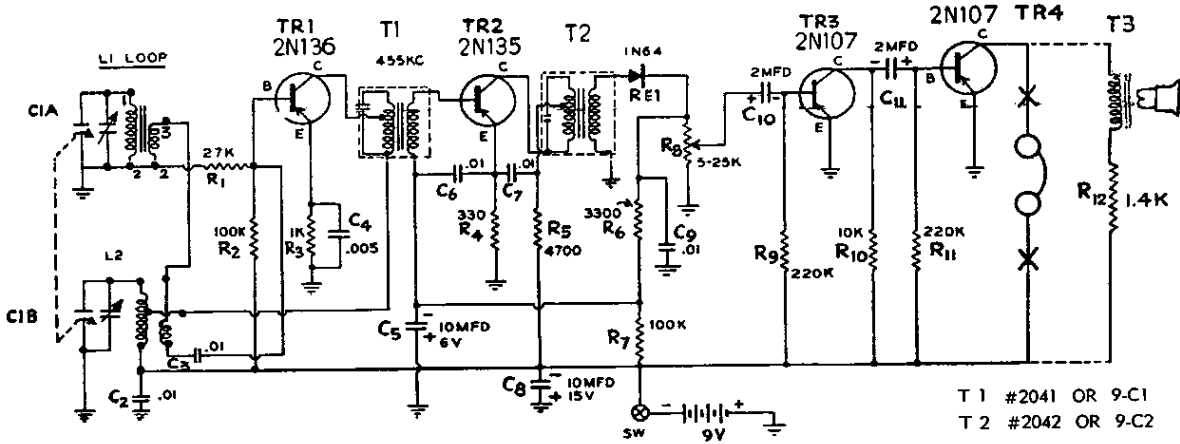 TR1
2N136
T1
455KC
TR2
2N135
T2
1N64
RE1
2MFD
C10
+ -
TR3
2N107
2MFD
- +
C11
2N107 TR4
T3
L1 LOOP
C1A
1
3
2
2
27K
R1
B
C
E
C
E
C
E
B
C
E
100K
R2
1K
R3
C4
.005
.01
C6
.01
C7
330
R4
R5
4700
3300
R6
C9
.01
R8
5-25K
R9
220K
10K
R10
220K
R11
R12
1.4K
L2
C1B
.01
C3
C2
.01
C5
-
+
10MFD
6V
R7
100K
C8
-
+
10MFD
15V
SW
- +
9V
T 1 #2041 OR 9-C1
T 2 #2042 OR 9-C2